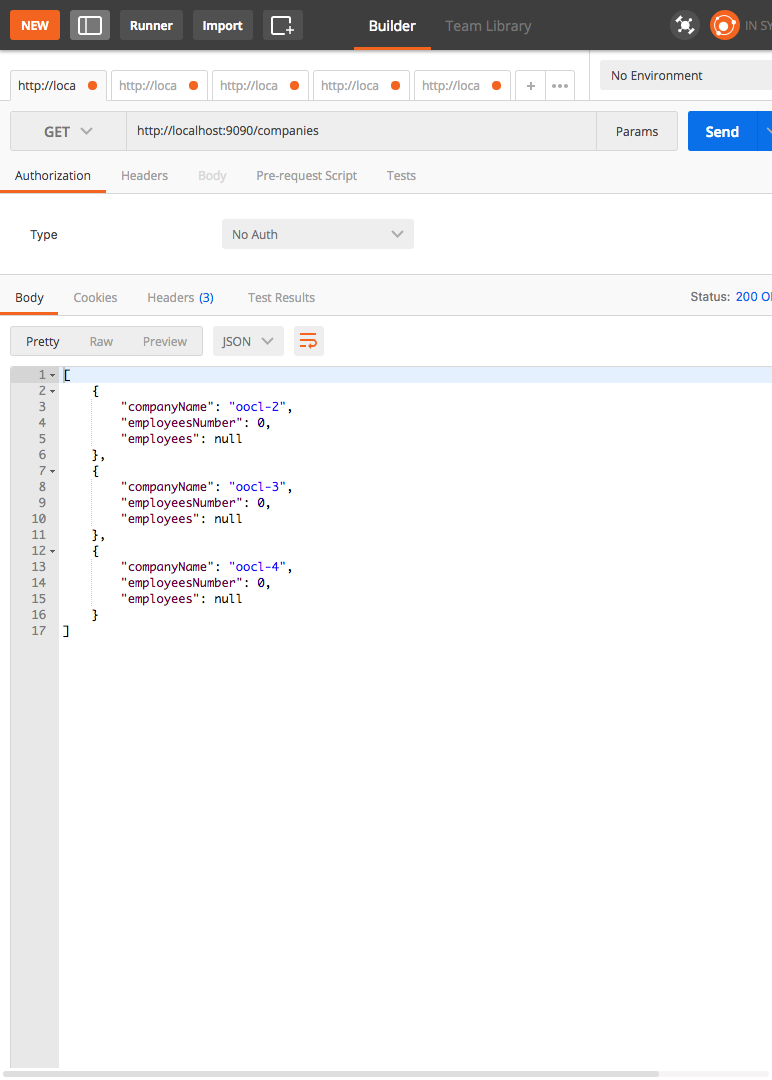 NEW Runner Import Builder Team Library IN SY
http://loca http://loca http://loca http://loca http://loca + ••• No Environment
GET http://localhost:9090/companies Params Send
Authorization Headers Body Pre-request Script Tests
Type No Auth
Body Cookies Headers (3) Test Results Status: 200 O
Pretty Raw Preview JSON
1 [
2 {
3 "companyName": "oocl-2",
4 "employeesNumber": 0,
5 "employees": null
6 },
7 {
8 "companyName": "oocl-3",
9 "employeesNumber": 0,
10 "employees": null
11 },
12 {
13 "companyName": "oocl-4",
14 "employeesNumber": 0,
15 "employees": null
16 }
17 ]